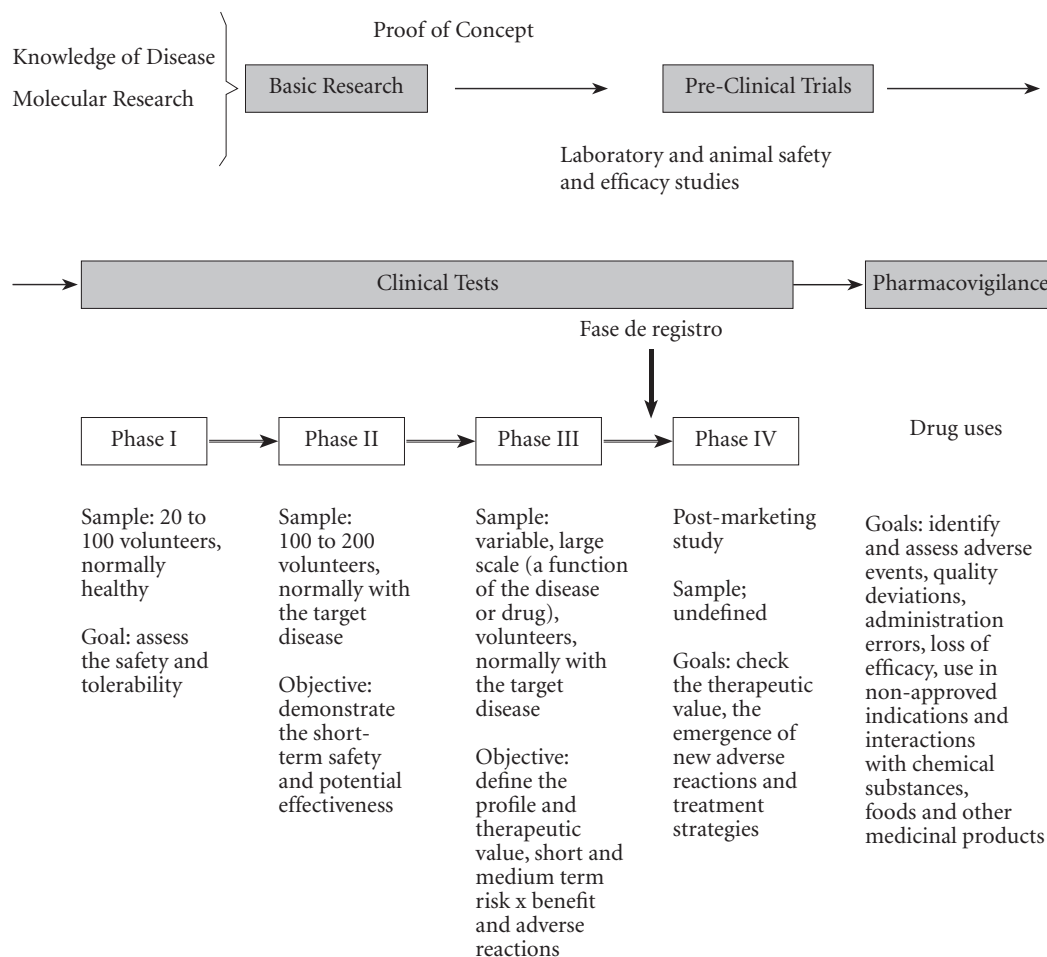 Knowledge of Disease
Molecular Research
Proof of Concept
Basic Research
Pre-Clinical Trials
Laboratory and animal safety
and efficacy studies
Clinical Tests
Pharmacovigilance
Fase de registro
Phase I
Phase II
Phase III
Phase IV
Drug uses
Sample: 20 to
100 volunteers,
normally
healthy
Goal: assess
the safety and
tolerability
Sample:
100 to 200
volunteers,
normally with
the target
disease
Objective:
demonstrate
the short-
term safety
and potential
effectiveness
Sample:
variable, large
scale (a function
of the disease
or drug),
volunteers,
normally with
the target
disease
Objective:
define the
profile and
therapeutic
value, short and
medium term
risk x benefit
and adverse
reactions
Post-marketing
study
Sample;
undefined
Goals: check
the therapeutic
value, the
emergence of
new adverse
reactions and
treatment
strategies
Goals: identify
and assess adverse
events, quality
deviations,
administration
errors, loss of
efficacy, use in
non-approved
indications and
interactions
with chemical
substances,
foods and other
medicinal products